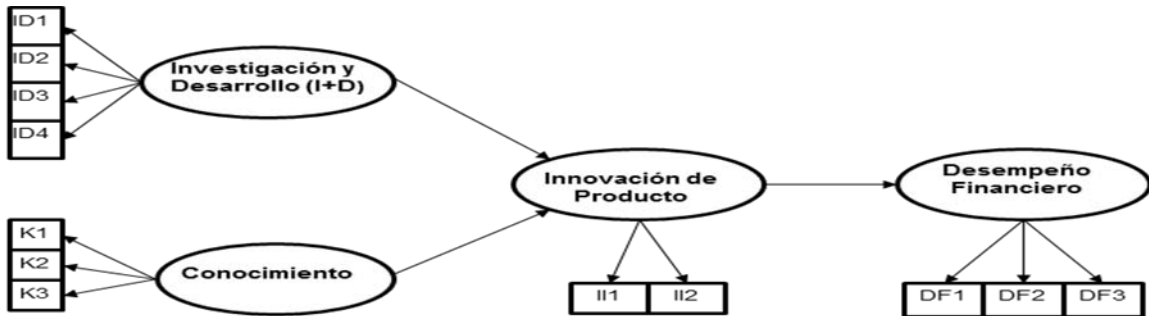 ID1
ID2
ID3
ID4
Investigación y
Desarrollo (I+D)
K1
K2
K3
Conocimiento
Innovación de
Producto
II1
II2
Desempeño
Financiero
DF1
DF2
DF3